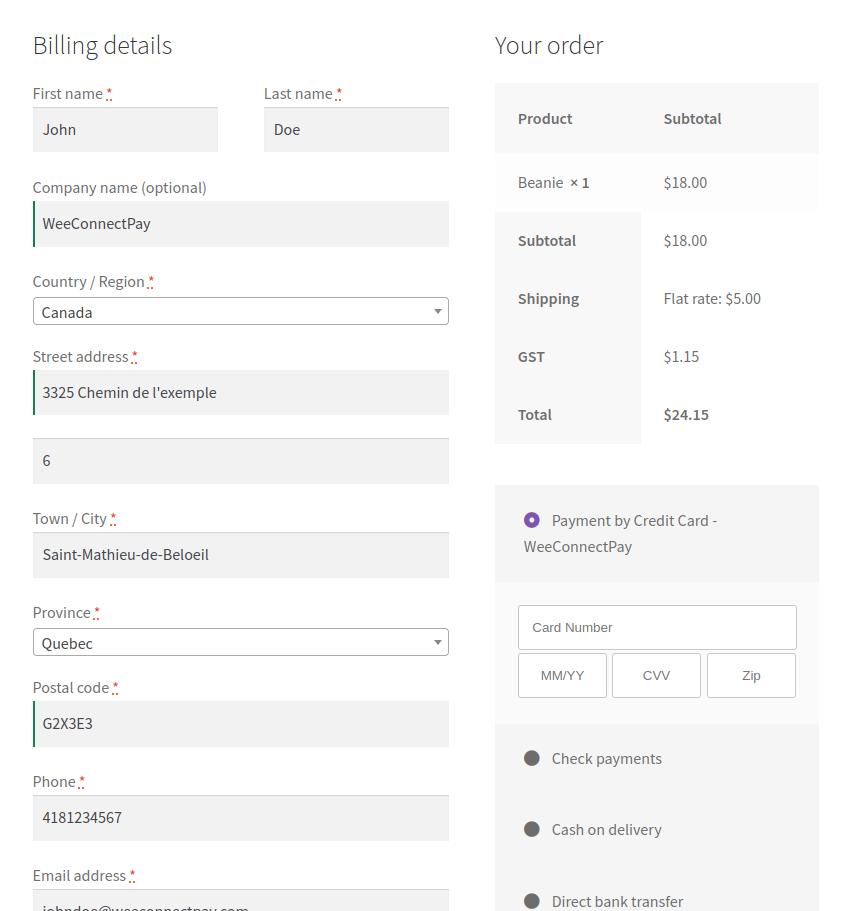 Billing details
First name *
Last name *
John
Doe
Company name (optional)
WeeConnectPay
Country / Region *
Canada
Street address *
3325 Chemin de l'exemple
6
Town / City *
Saint-Mathieu-de-Beloeil
Province *
Quebec
Postal code *
G2X3E3
Phone *
4181234567
Email address *
johndoe@weeconnectpay.com
Your order
Product Subtotal
Beanie × 1 $18.00
Subtotal $18.00
Shipping Flat rate: $5.00
GST $1.15
Total $24.15
Payment by Credit Card -
WeeConnectPay
Card Number
MM/YY CVV Zip
Check payments
Cash on delivery
Direct bank transfer